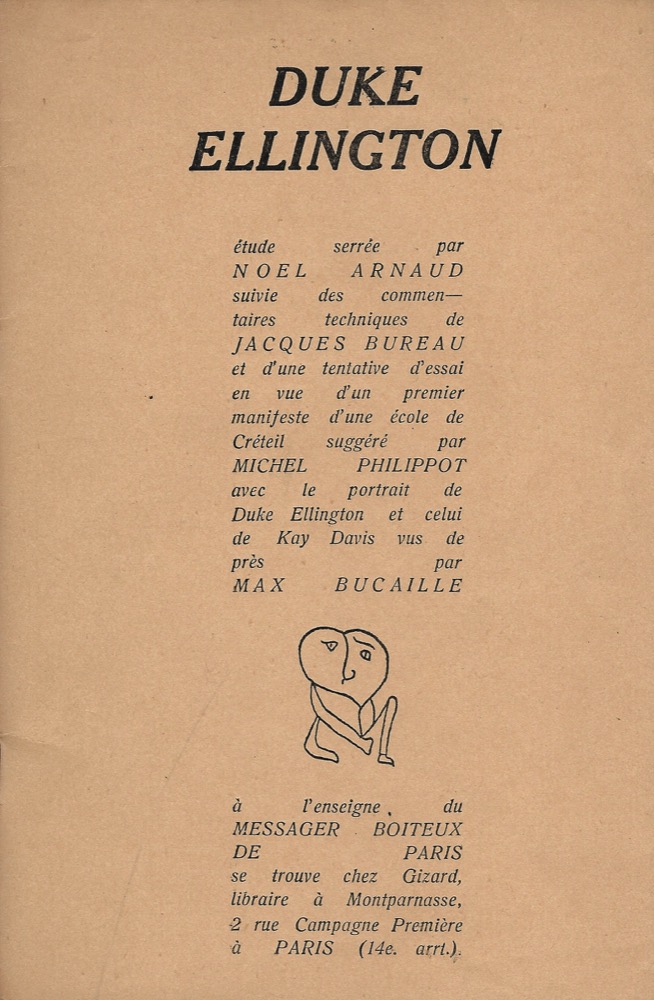 DUKE
ELLINGTON
étude serrée par
NOEL ARNAUD
suivie des commen—
taires techniques de
JACQUES BUREAU
et d'une tentative d'essai
en vue d'un premier
manifeste d'une école de
Créteil suggéré par
MICHEL PHILIPPOT
avec le portrait de
Duke Ellington et celui
de Kay Davis vus de
près par
MAX BUCAILLE
à l'enseigne du
MESSAGER BOITEUX
DE PARIS
se trouve chez Gizard,
libraire à Montparnasse,
2 rue Campagne Première
à PARIS (14e. arrt.).